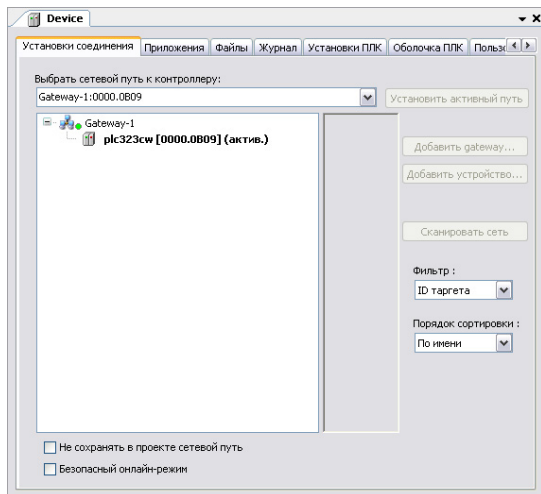 Device
Установки соединения Приложения Файлы Журнал Установки ПЛК Оболочка ПЛК
Выбрать сетевой путь к контроллеру:
Gateway-1:0000.0B09
Установить активный путь
Gateway-1
plc323cw [0000.0B09] (актив.)
Добавить gateway...
Добавить устройство...
Сканировать сеть
Фильтр :
ID таргета
Порядок сортировки :
По имени
Не сохранять в проекте сетевой путь
Безопасный онлайн-режим